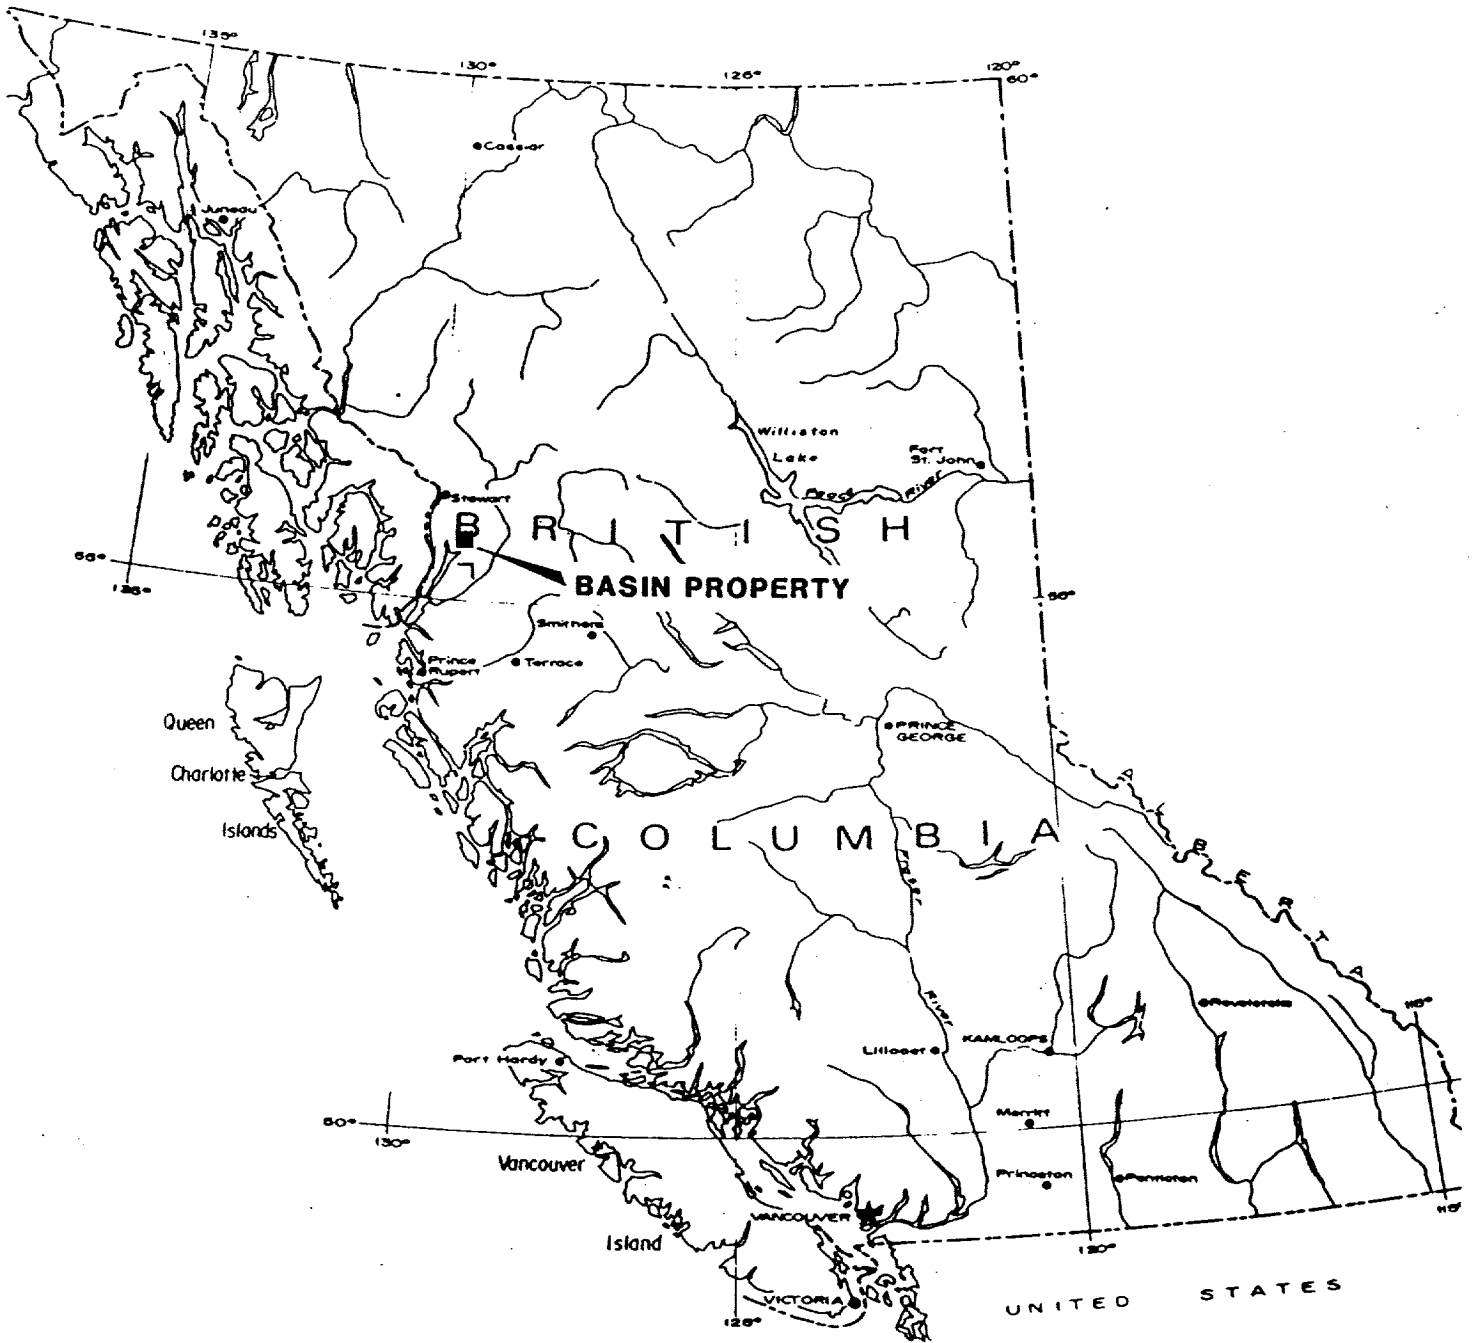 135°
130°
126°
120°
60°
Cassiar
Juneau
Williston
Lake
Fort
St. John
Peace River
Stewart
BRITISH
BASIN PROPERTY
56°
136°
56°
Smithers
Terrace
Prince
Rupert
Queen
Charlotte
Islands
PRINCE
GEORGE
COLUMBIA
ALBERTA
Fraser
River
Revelstoke
Port Hardy
Lillooet
KAMLOOPS
50°
130°
Merritt
Vancouver
Island
Princeton
Penticton
VANCOUVER
120°
VICTORIA
126°
UNITED STATES